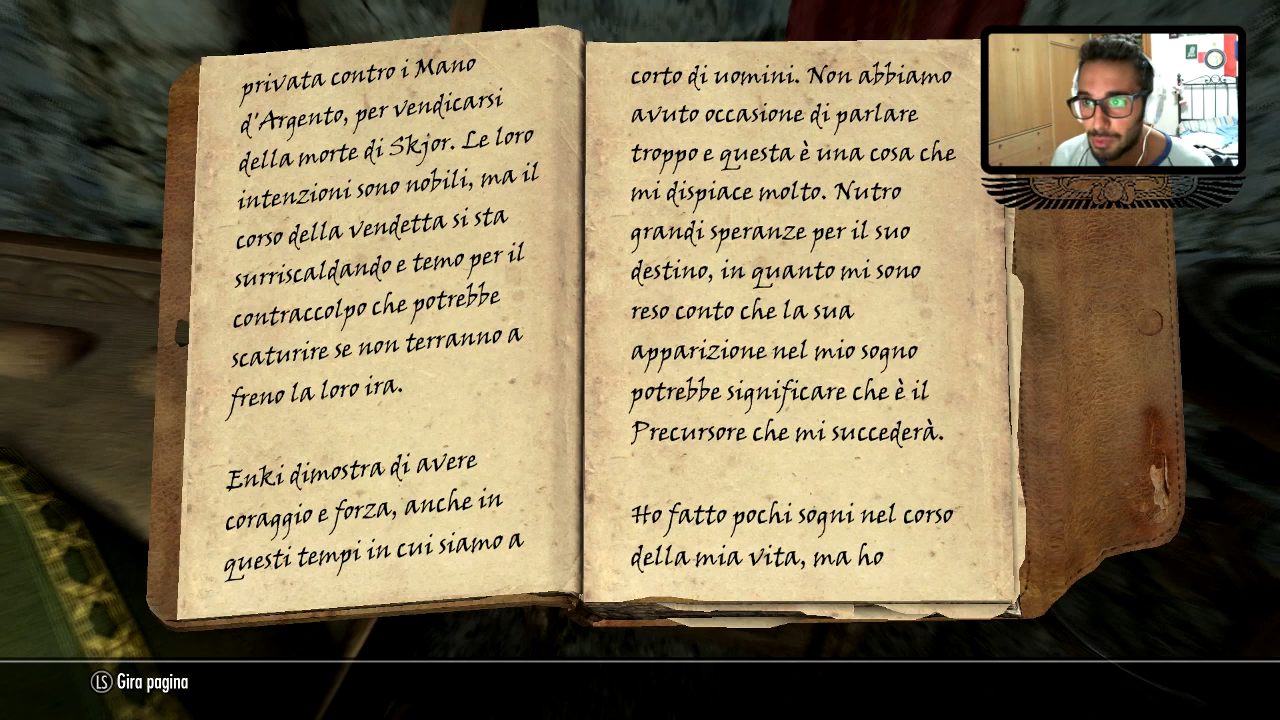 privata contro i Mano
d'Argento, per vendicarsi
della morte di Skjor. Le loro
intenzioni sono nobili, ma il
corso della vendetta si sta
surriscaldando e temo per il
contraccolpo che potrebbe
scaturire se non terranno a
freno la loro ira.
Enki dimostra di avere
coraggio e forza, anche in
questi tempi in cui siamo a
corto di uomini. Non abbiamo
avuto occasione di parlare
troppo e questa è una cosa che
mi dispiace molto. Nutro
grandi speranze per il suo
destino, in quanto mi sono
reso conto che la sua
apparizione nel mio sogno
potrebbe significare che è il
Precursore che mi succederà.
Ho fatto pochi sogni nel corso
della mia vita, ma ho
LS Gira pagina